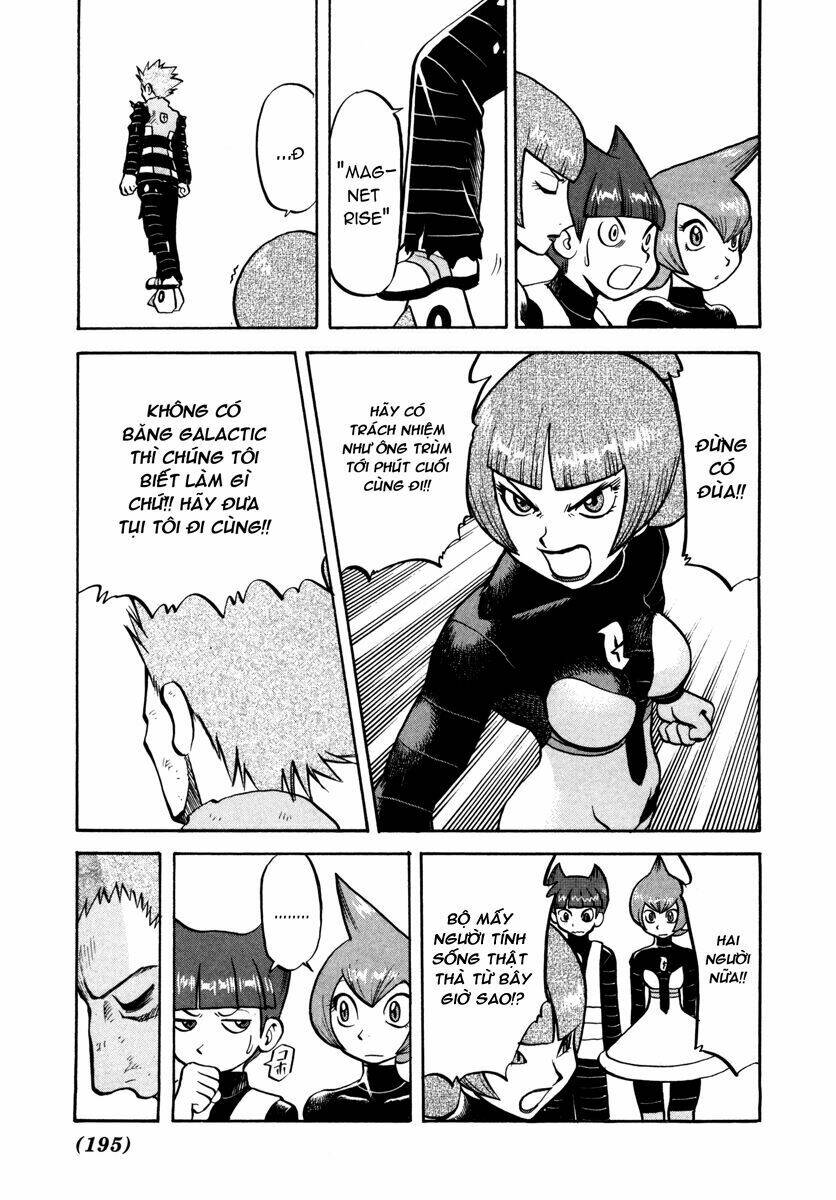 "MAG-
NET
RISE"
...Đ
ĐỪNG
CÓ
ĐÙA!!
HÃY CÓ
TRÁCH NHIỆM
NHƯ ÔNG TRÙM
TỚI PHÚT CUỐI
CÙNG ĐI!!
KHÔNG CÓ
BĂNG GALACTIC
THÌ CHÚNG TÔI
BIẾT LÀM GÌ
CHỨ!! HÃY ĐƯA
TỤI TÔI ĐI CÙNG!!
HAI
NGƯỜI
NỮA!!
BỘ MẤY
NGƯỜI TÍNH
SỐNG THẬT
THÀ TỪ BÂY
GIỜ SAO!?
.........
コホ
(195)